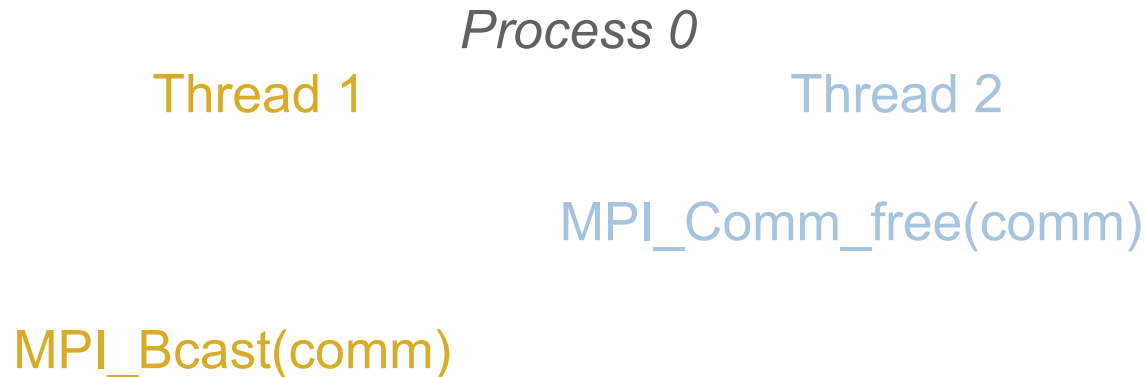 Process 0
Thread 1 Thread 2
MPI_Comm_free(comm)
MPI_Bcast(comm)